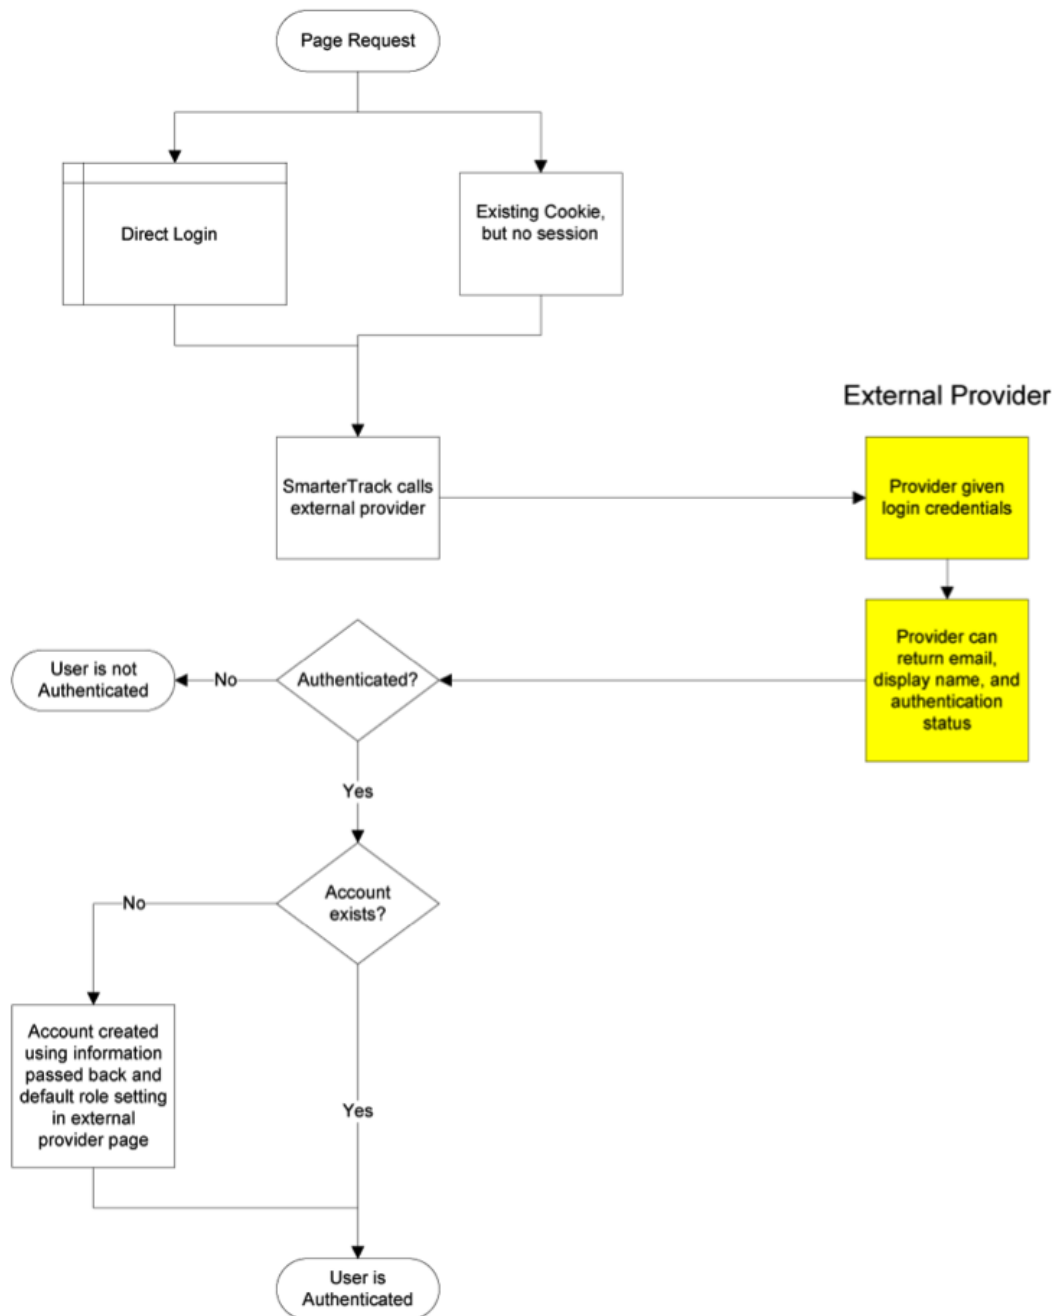 Page Request
Direct Login
Existing Cookie,
but no session
External Provider
SmarterTrack calls
external provider
Provider given
login credentials
Provider can
return email,
display name, and
authentication
status
Authenticated?
No
User is not
Authenticated
Yes
Account
exists?
No
Account created
using information
passed back and
default role setting
in external
provider page
Yes
User is
Authenticated